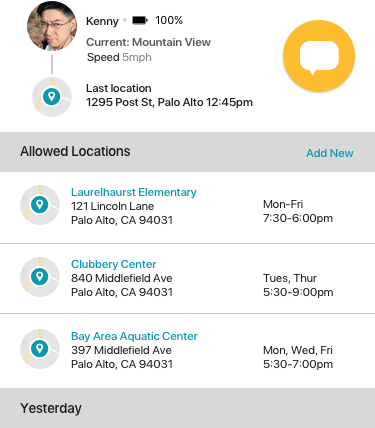 Kenny 100%
Current: Mountain View
Speed 5mph
Last location
1295 Post St, Palo Alto 12:45pm
Allowed Locations Add New
Laurelhaurst Elementary
121 Lincoln Lane Mon-Fri
Palo Alto, CA 94031 7:30-6:00pm
Clubbery Center
840 Middlefield Ave Tues, Thur
Palo Alto, CA 94031 5:30-9:00pm
Bay Area Aquatic Center
397 Middlefield Ave Mon, Wed, Fri
Palo Alto, CA 94031 5:30-7:00pm
Yesterday